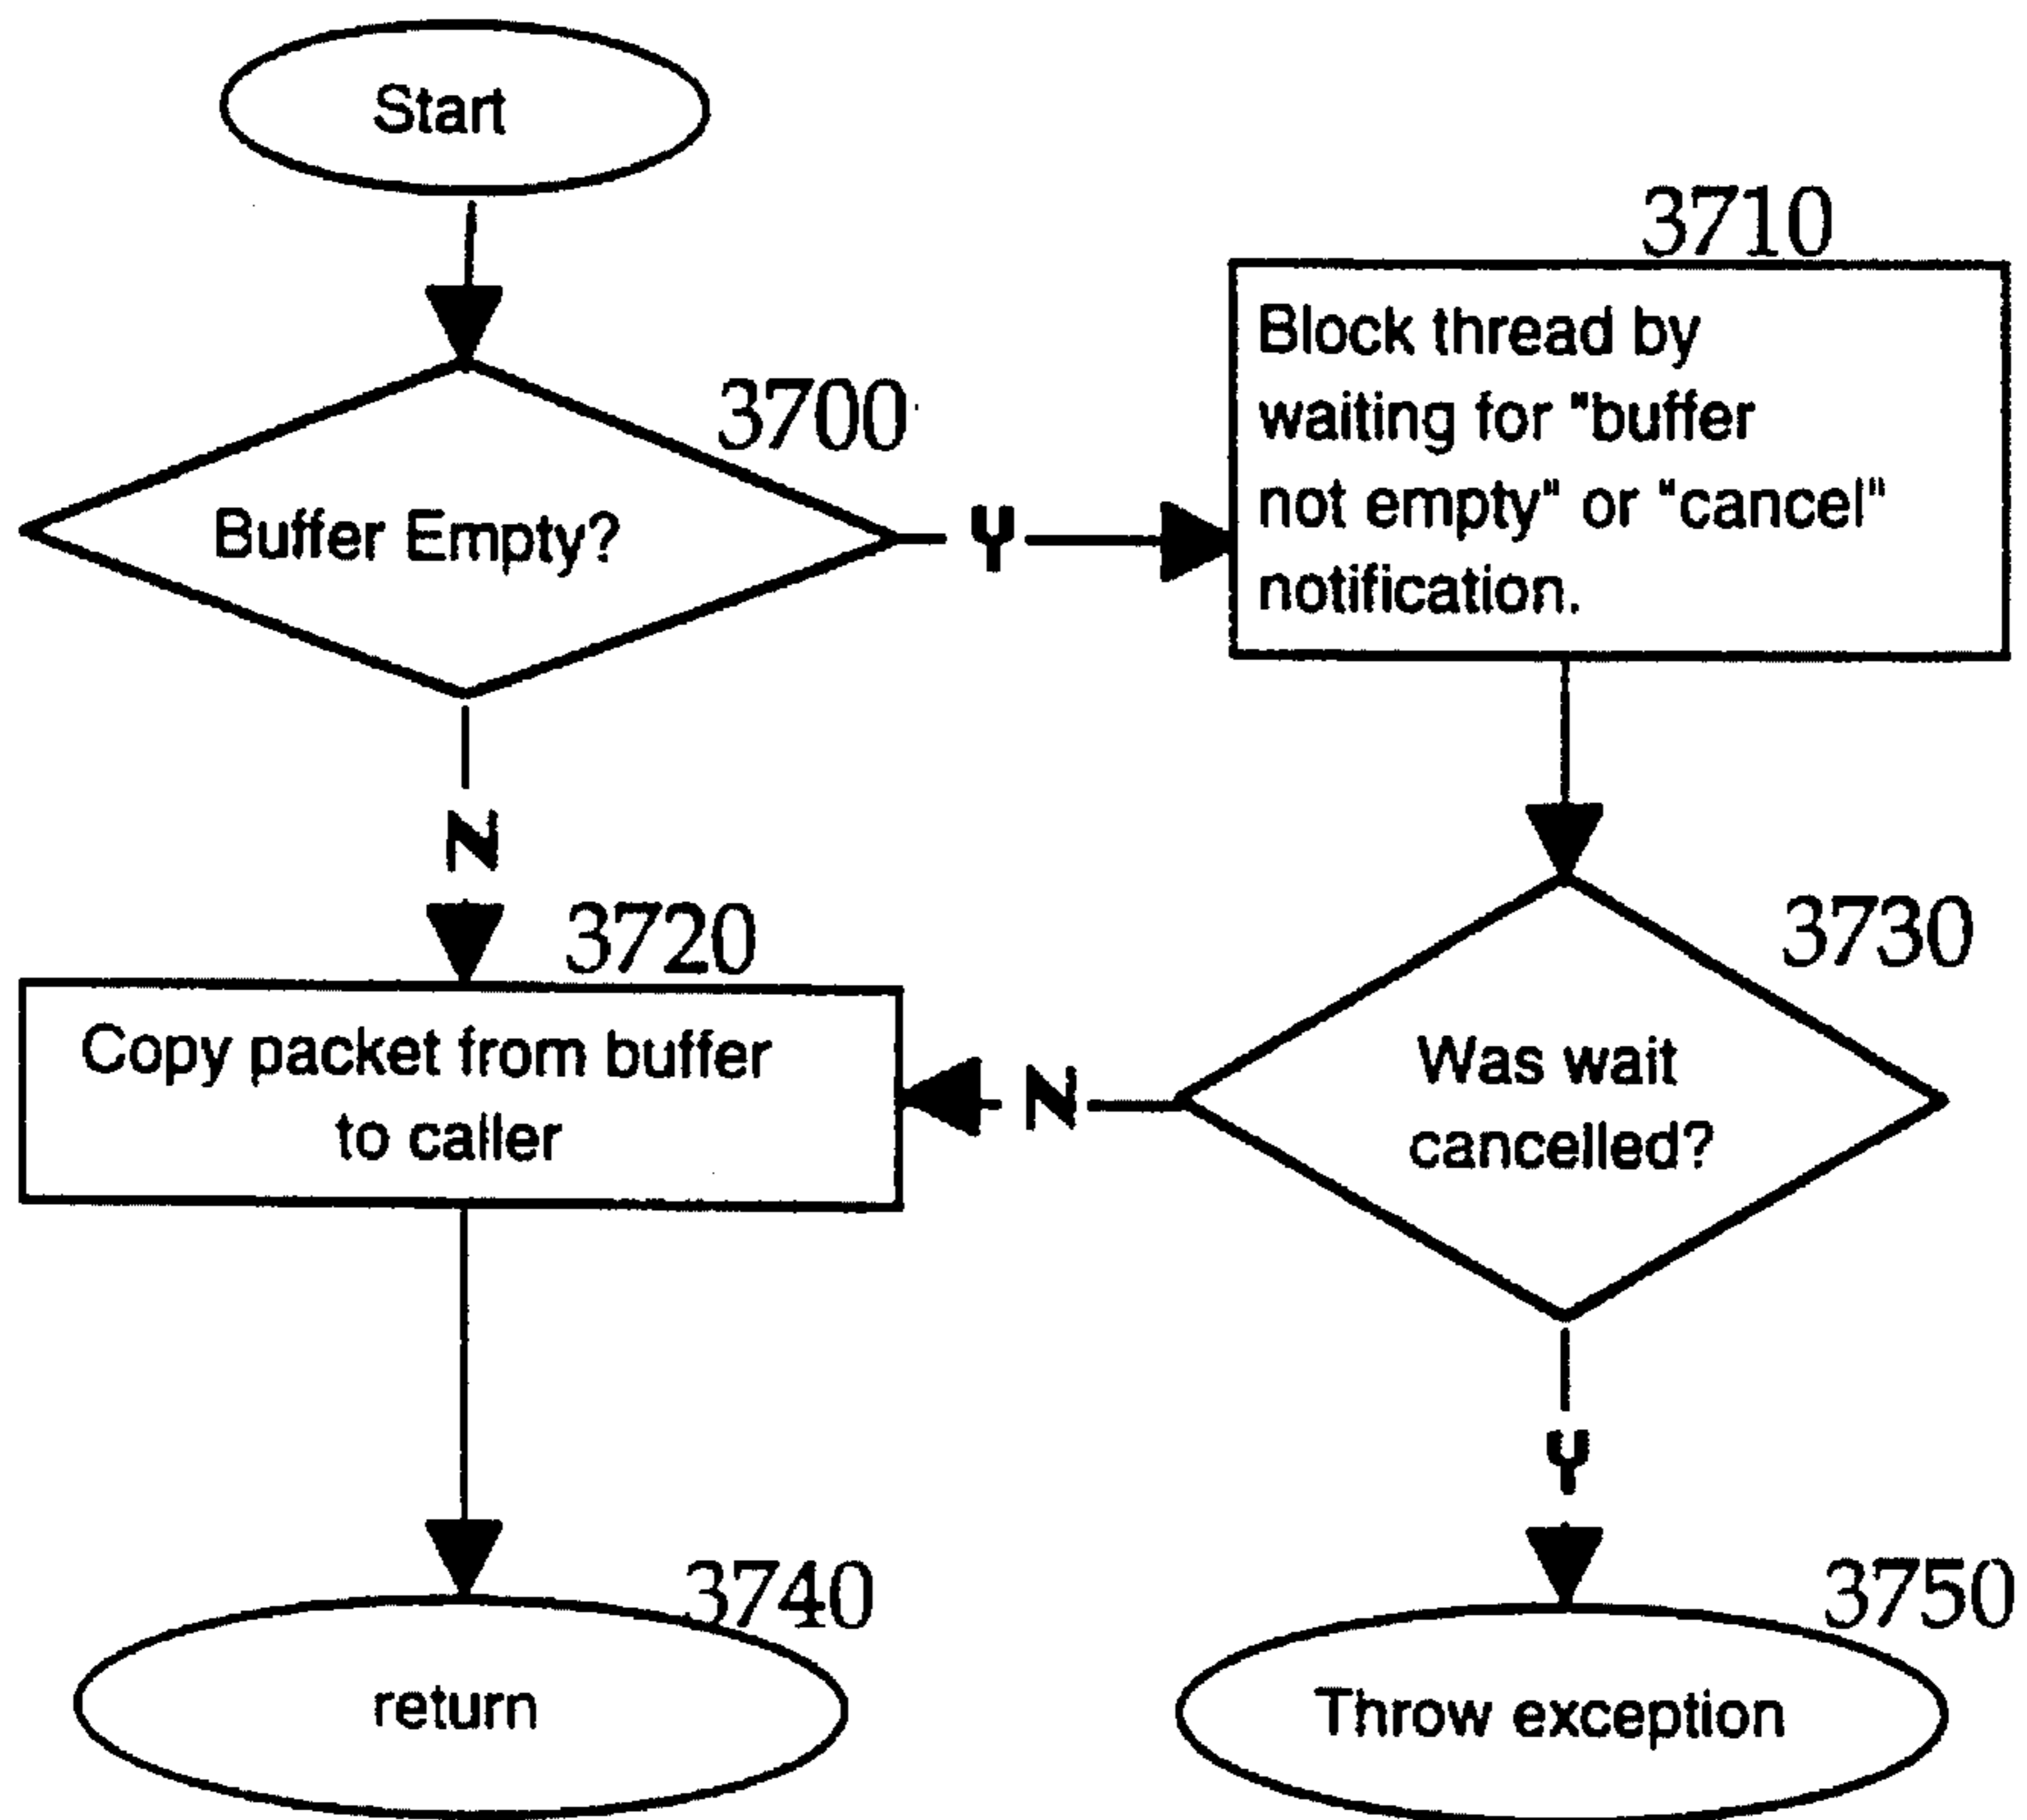 Start
3700
Buffer Empty?
Y
3710
Block thread by
waiting for "buffer
not empty" or "cancel"
notification.
N
3720
Copy packet from buffer
to caller
N
3730
Was wait
cancelled?
Y
3740
return
3750
Throw exception